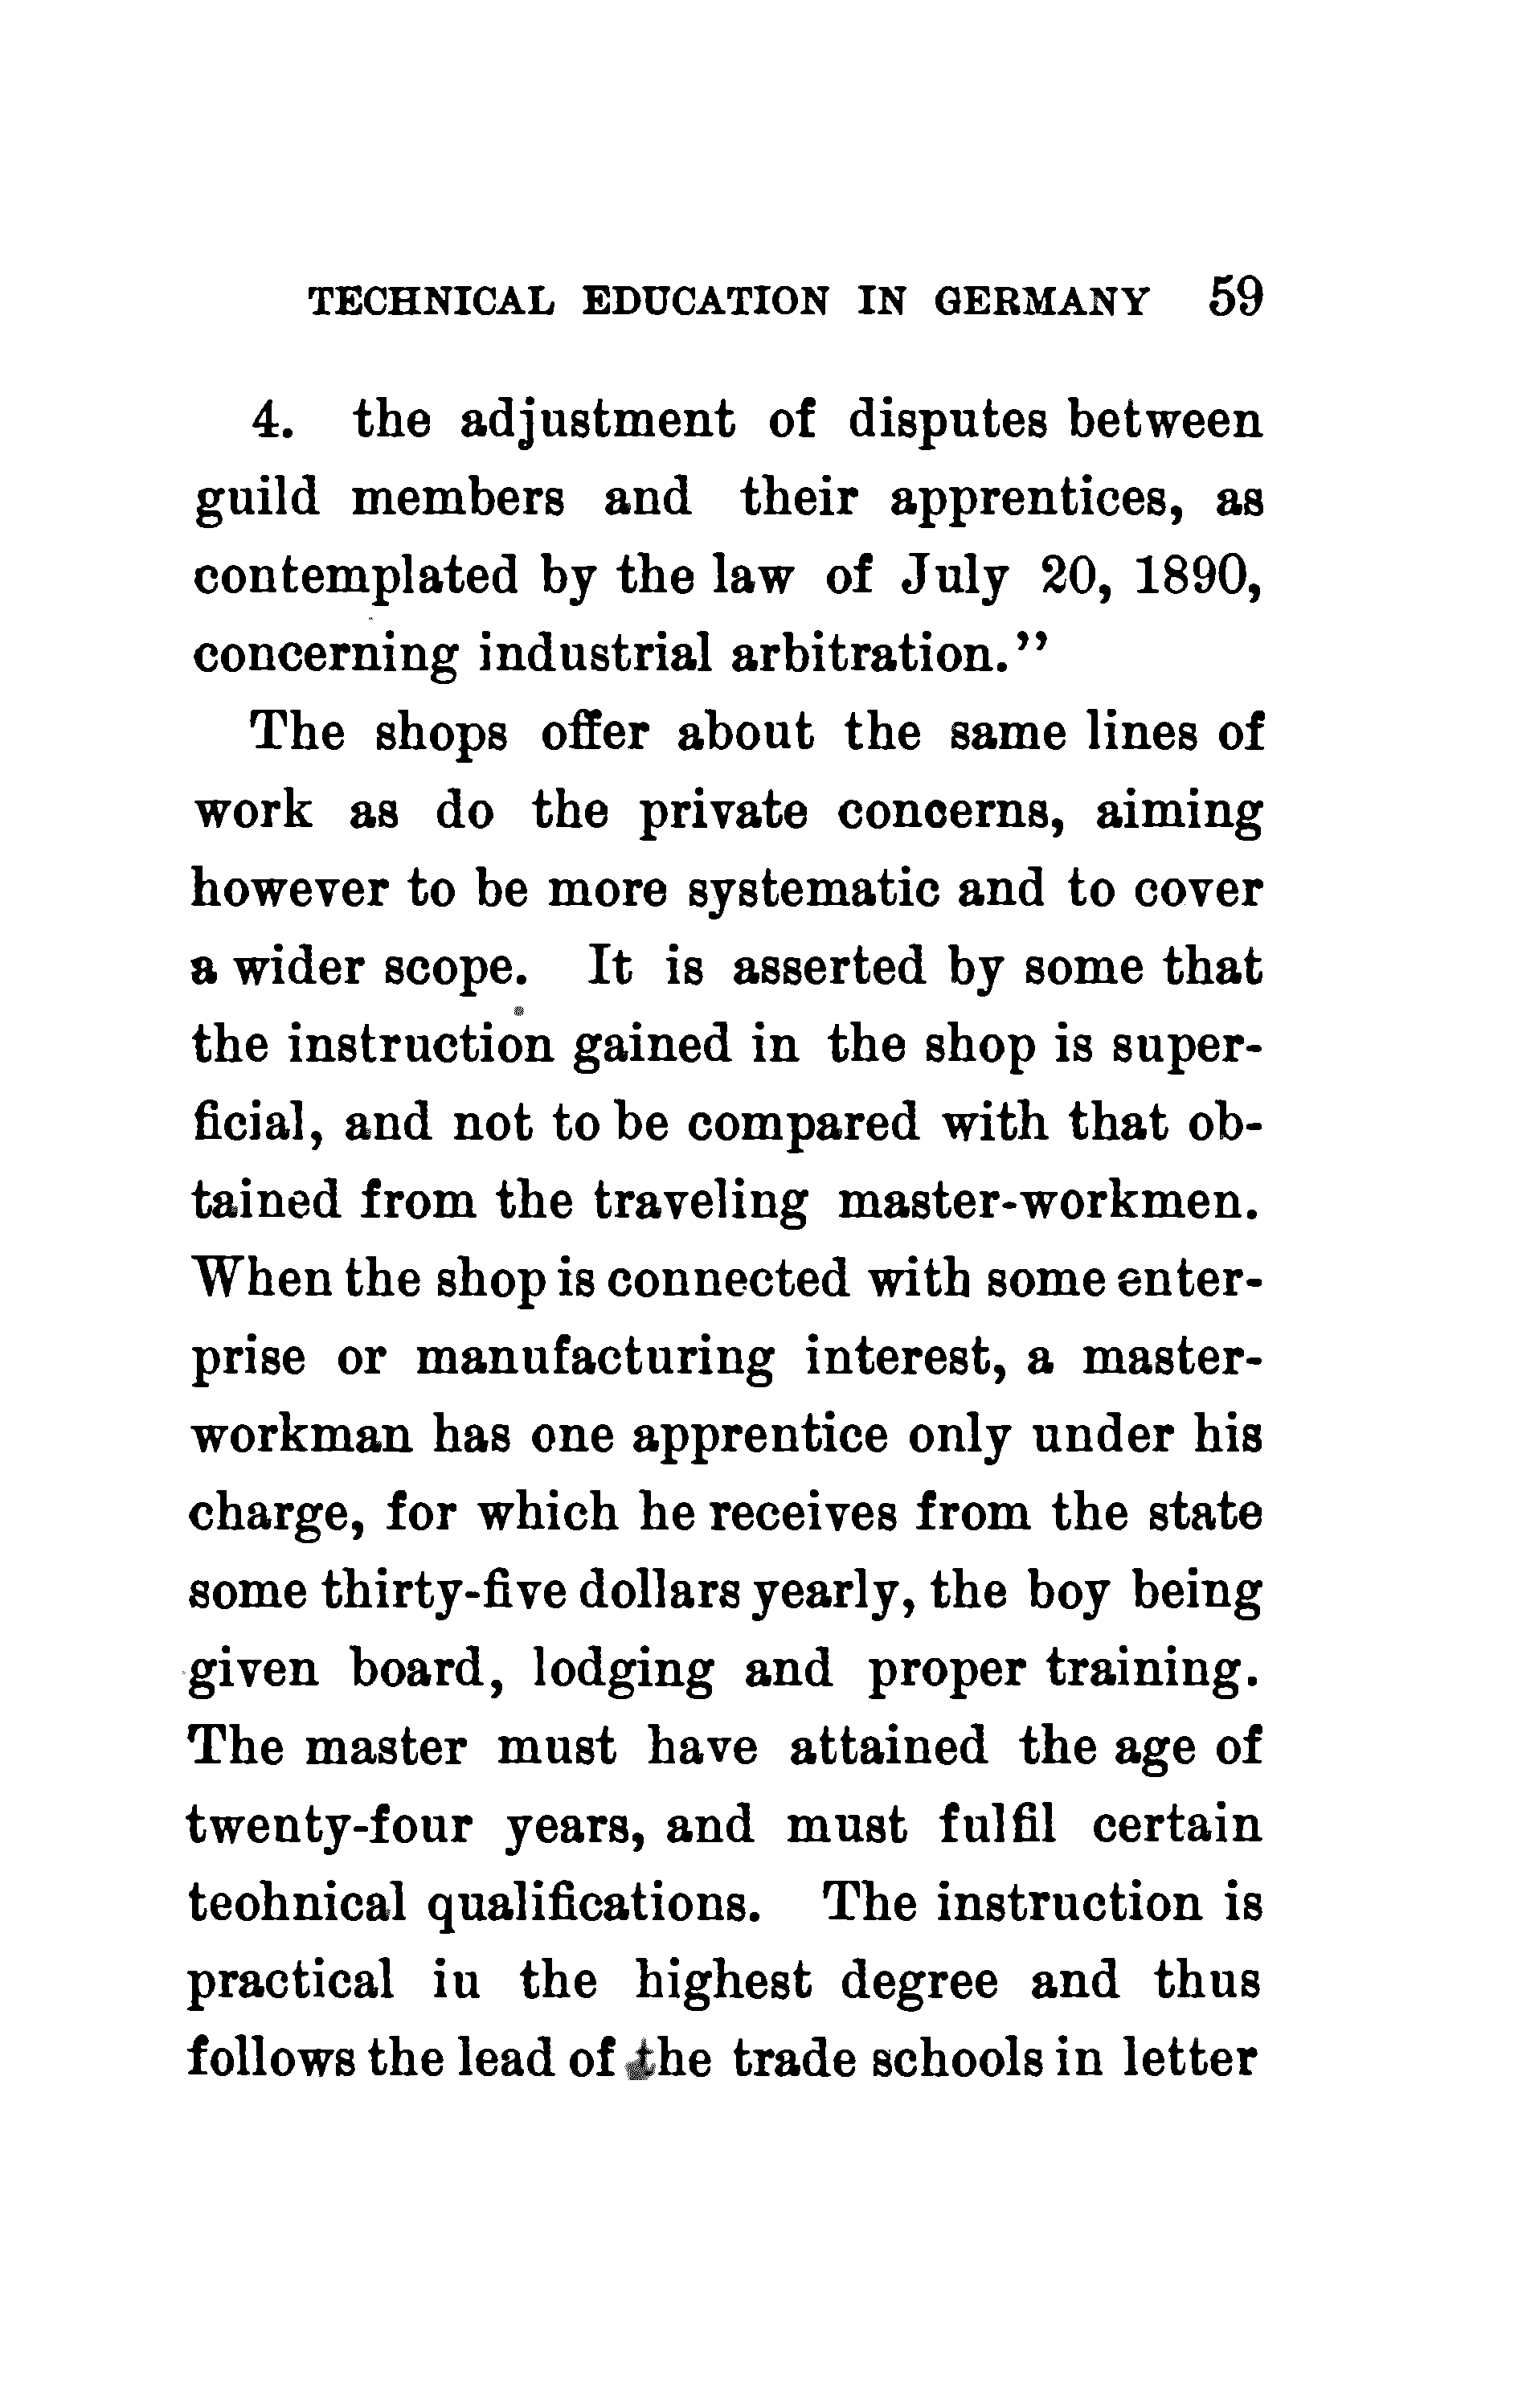 TECHNICAL EDUCATION IN GERMANY 59
4. the adjustment of disputes between
guild members and their apprentices, as
contemplated by the law of July 20, 1890,
concerning industrial arbitration.”
The shops offer about the same lines of
work as do the private concerns, aiming
however to be more systematic and to cover
a wider scope. It is asserted by some that
the instruction gained in the shop is super-
ficial, and not to be compared with that ob-
tained from the traveling master-workmen.
When the shop is connected with some enter-
prise or manufacturing interest, a master-
workman has one apprentice only under his
charge, for which he receives from the state
some thirty-five dollars yearly, the boy being
given board, lodging and proper training.
The master must have attained the age of
twenty-four years, and must fulfil certain
teohnical qualifications. The instruction is
practical iu the highest degree and thus
follows the lead of the trade schools in letter